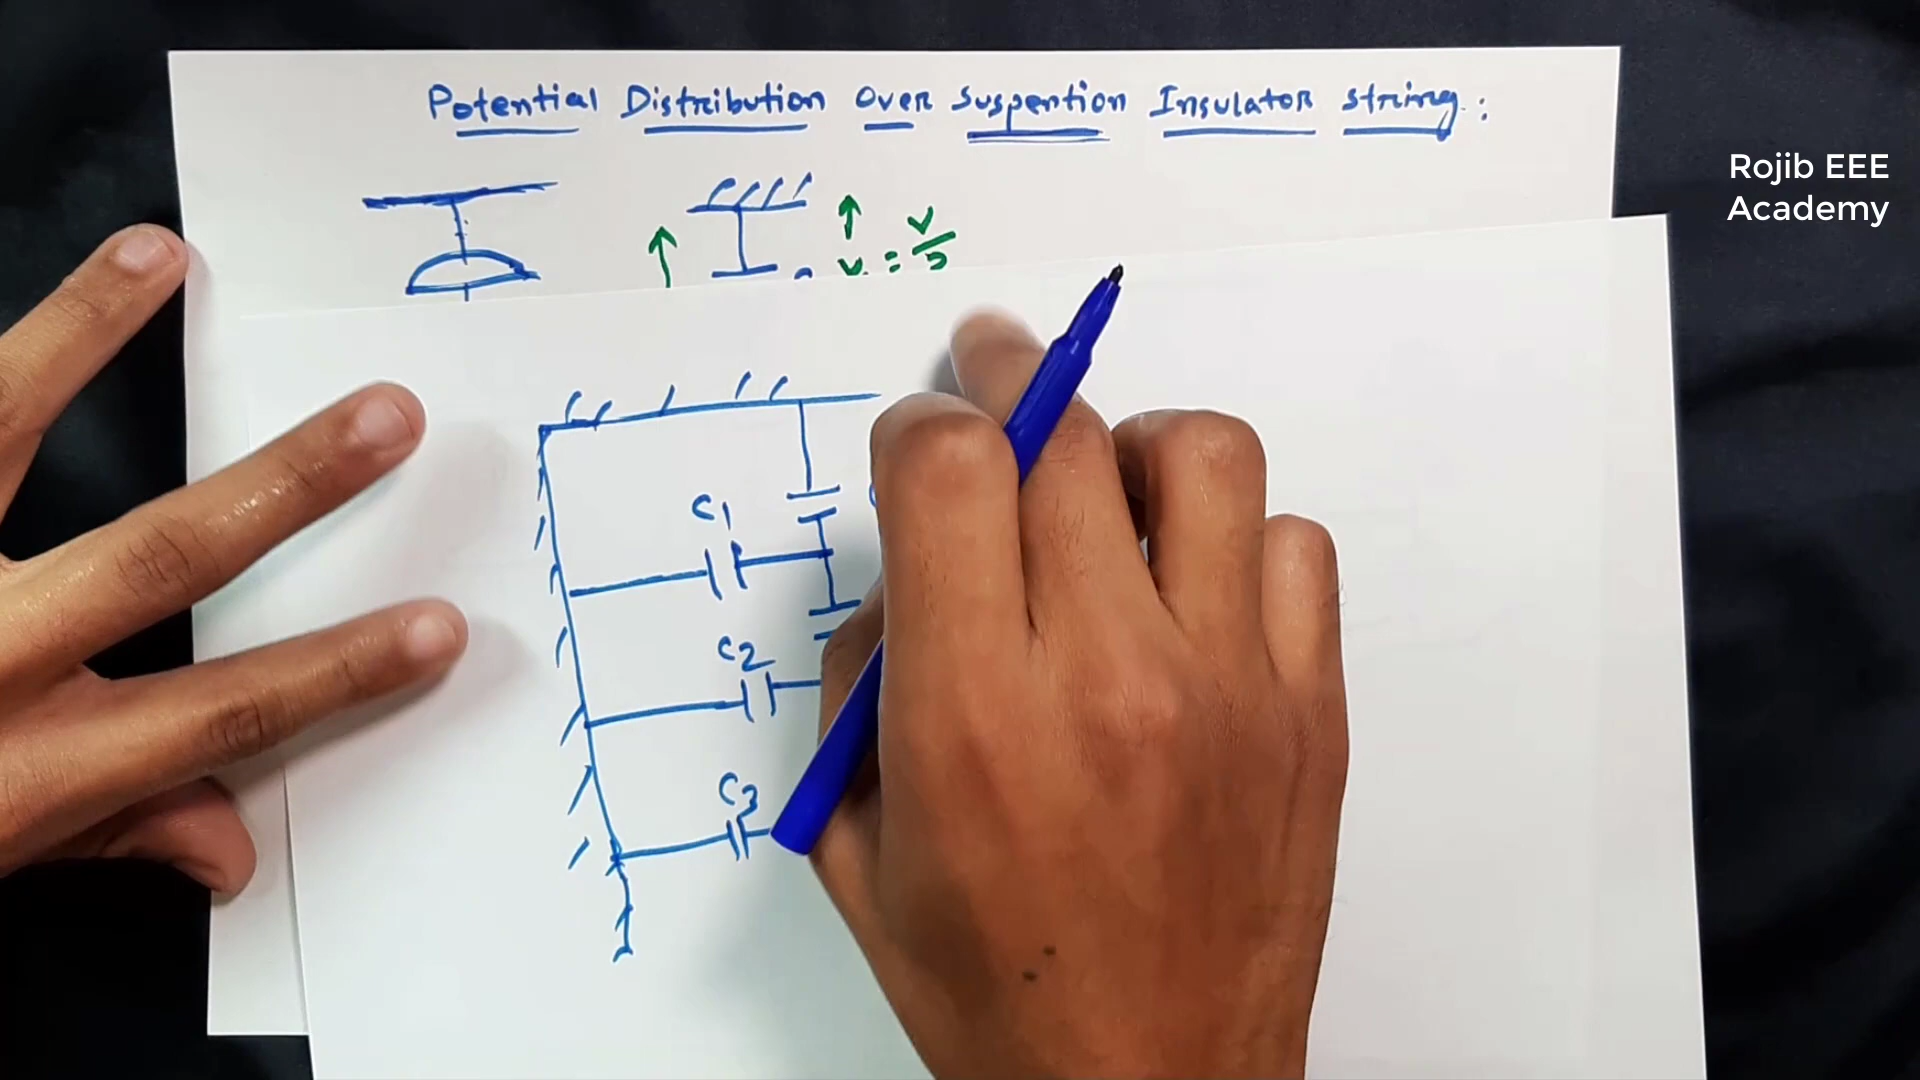 Potential Distribution Over Suspention Insulator string:
Rojib EEE
Academy
V
C1
C2
C3